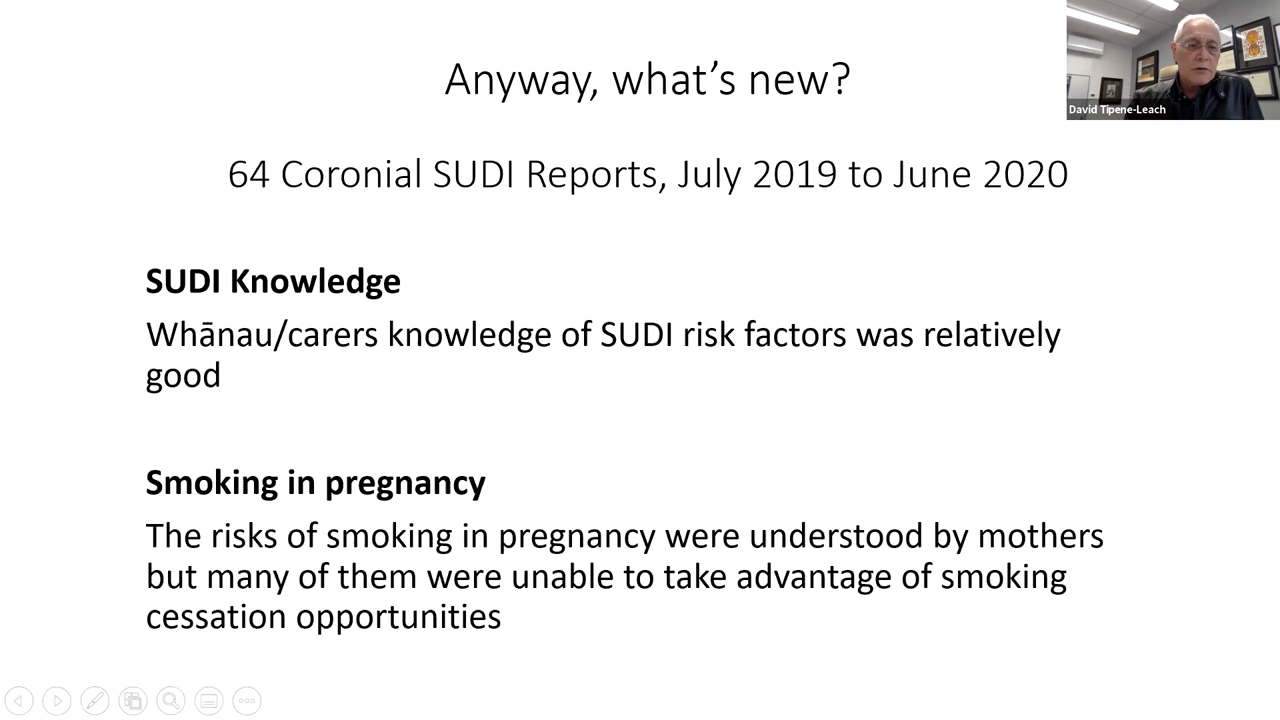 Anyway, what's new?
David Tipene-Leach
64 Coronial SUDI Reports, July 2019 to June 2020
SUDI Knowledge
Whānau/carers knowledge of SUDI risk factors was relatively
good
Smoking in pregnancy
The risks of smoking in pregnancy were understood by mothers
but many of them were unable to take advantage of smoking
cessation opportunities